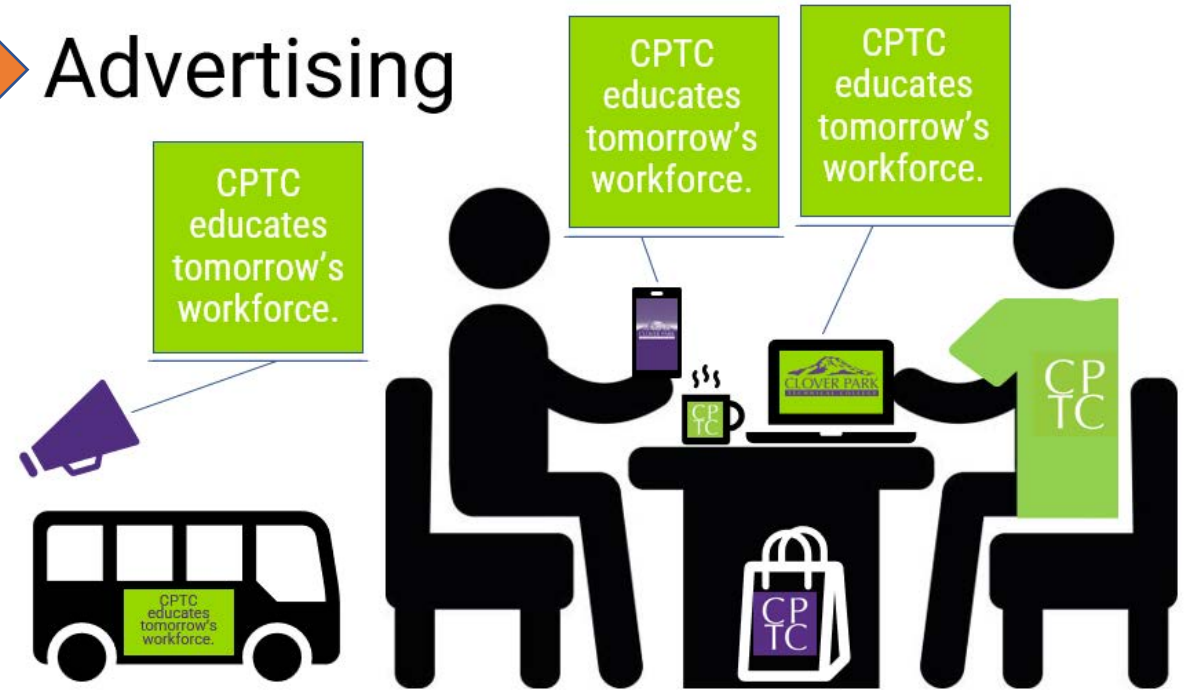 Advertising
CPTC
educates
tomorrow's
workforce.
CPTC
educates
tomorrow's
workforce.
CPTC
educates
tomorrow's
workforce.
CLOVER PARK
CLOVER PARK
TECHNICAL COLLEGE
CP
TC
CP
TC
CPTC
educates
tomorrow's
workforce.
CP
TC